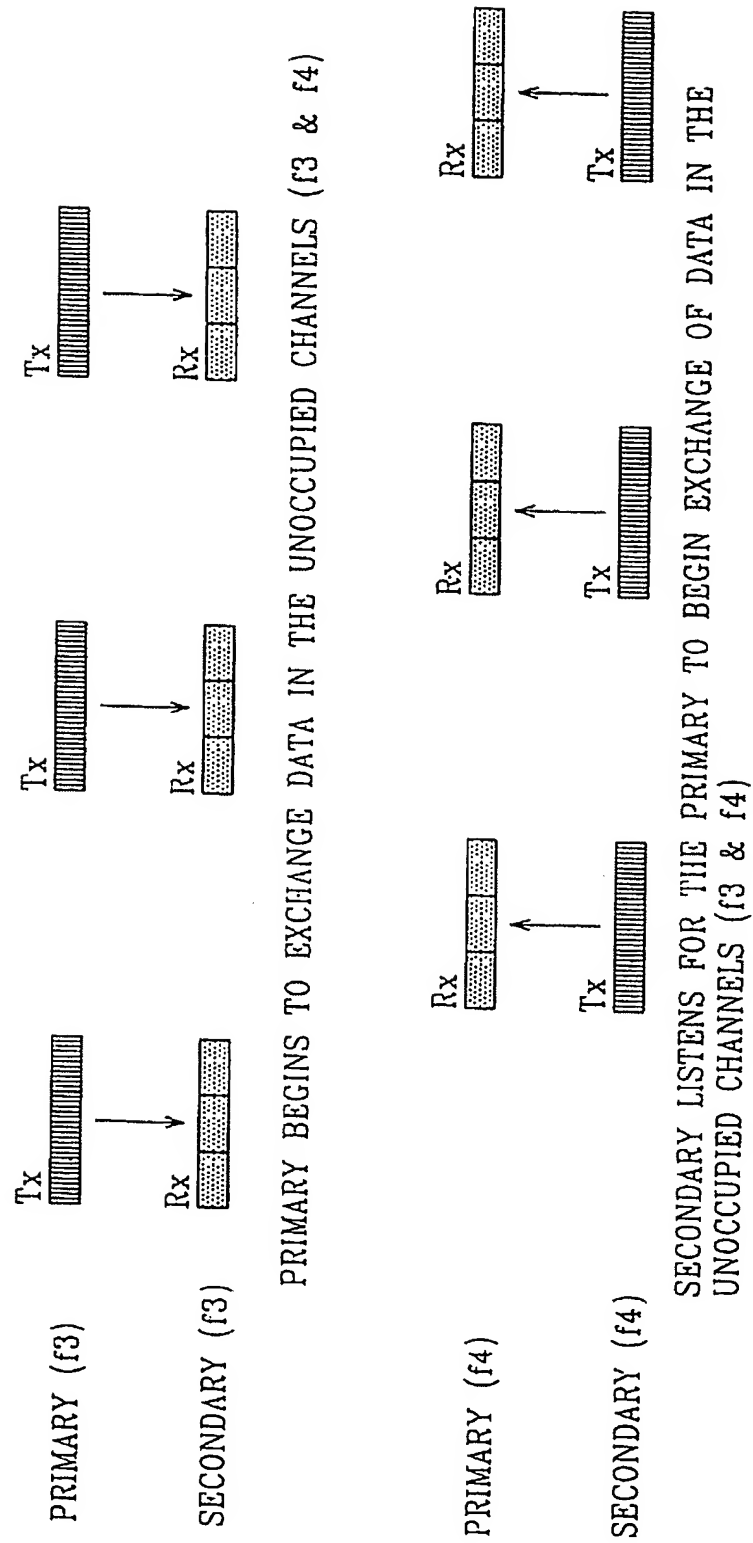 Tx Tx Tx
PRIMARY (f3)
Rx Rx Rx
SECONDARY (f3)
PRIMARY BEGINS TO EXCHANGE DATA IN THE UNOCCUPIED CHANNELS (f3 & f4)
Rx Rx Rx
PRIMARY (f4)
Tx Tx Tx
SECONDARY (f4)
SECONDARY LISTENS FOR THE PRIMARY TO BEGIN EXCHANGE OF DATA IN THE
UNOCCUPIED CHANNELS (f3 & f4)